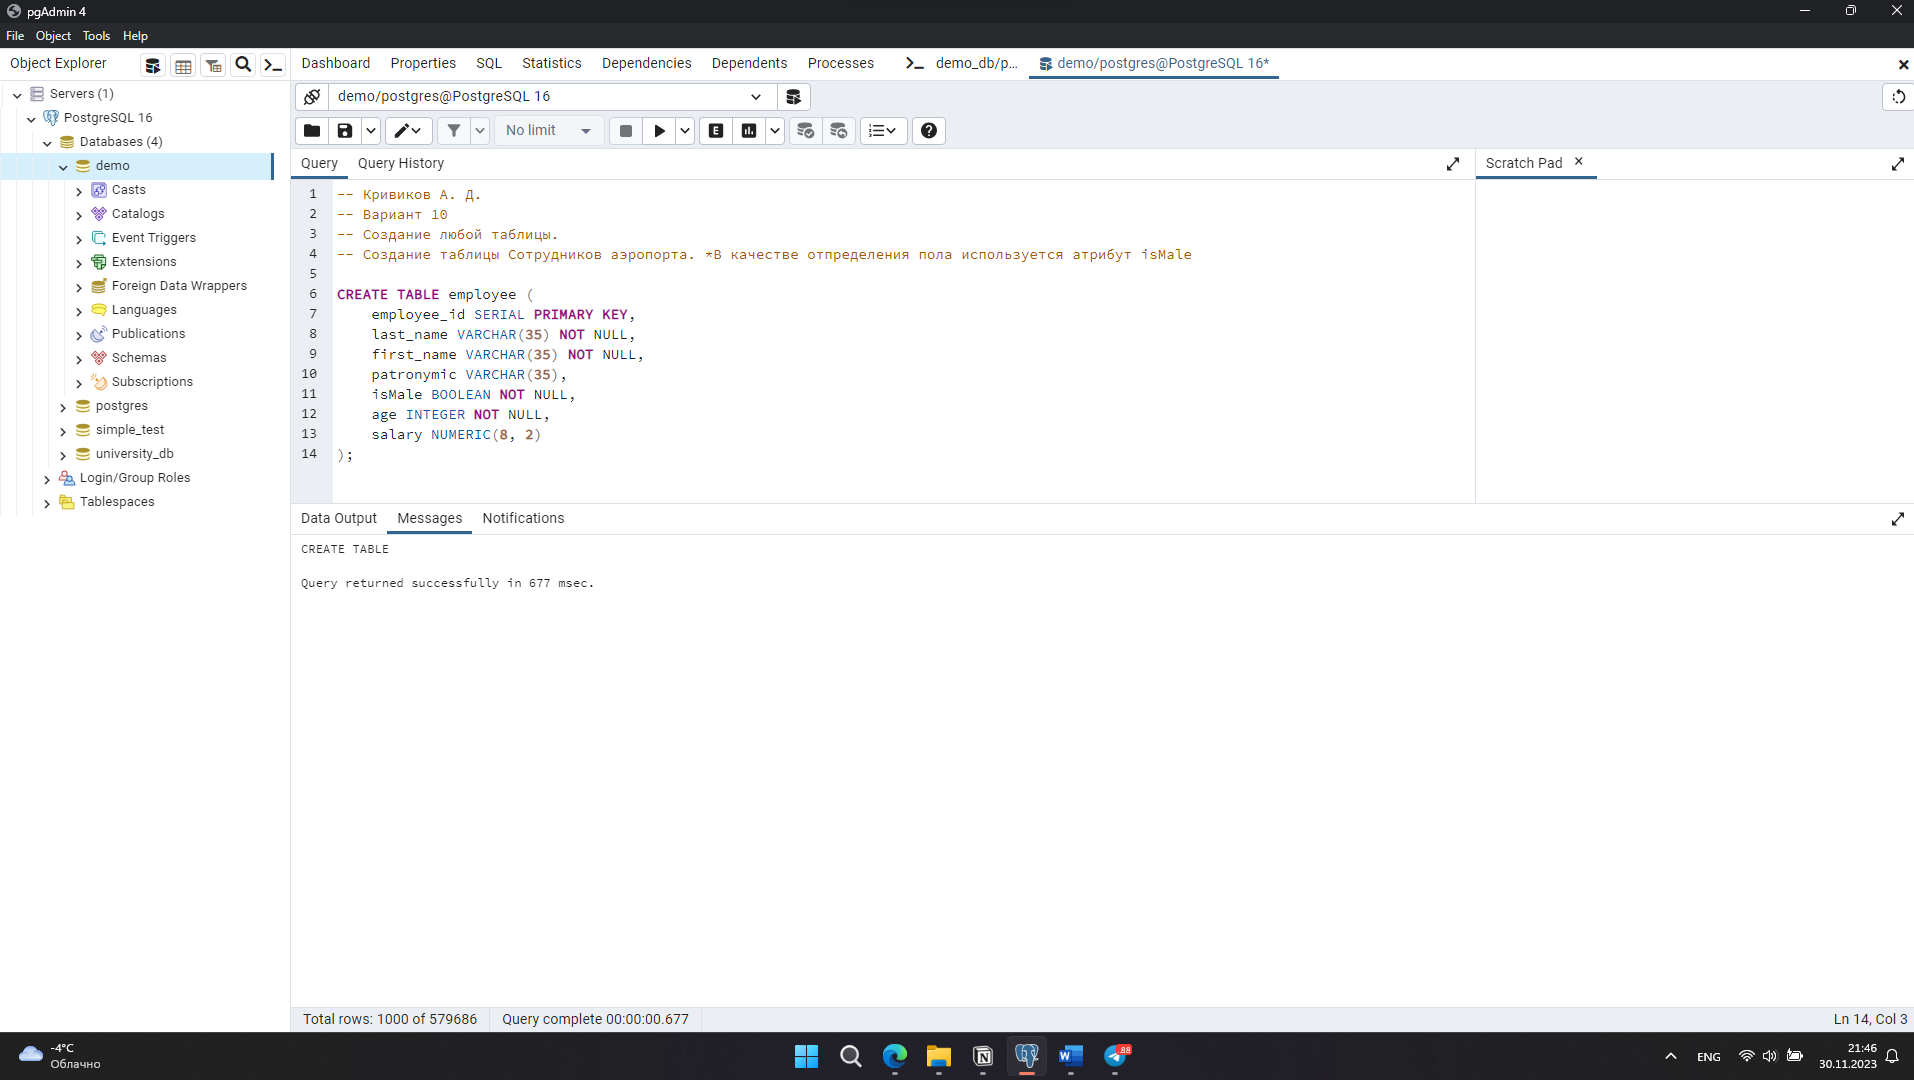 pgAdmin 4
File Object Tools Help
Object Explorer
Dashboard Properties SQL Statistics Dependencies Dependents Processes demo_db/p... demo/postgres@PostgreSQL 16*
Servers (1)
PostgreSQL 16
Databases (4)
demo
Casts
Catalogs
Event Triggers
Extensions
Foreign Data Wrappers
Languages
Publications
Schemas
Subscriptions
postgres
simple_test
university_db
Login/Group Roles
Tablespaces
demo/postgres@PostgreSQL 16
No limit
E
Query Query History
Scratch Pad
1 -- Кривиков А. Д.
2 -- Вариант 10
3 -- Создание любой таблицы.
4 -- Создание таблицы Сотрудников аэропорта. *В качестве отпределения пола используется атрибут isMale
5
6 CREATE TABLE employee (
7 employee_id SERIAL PRIMARY KEY,
8 last_name VARCHAR(35) NOT NULL,
9 first_name VARCHAR(35) NOT NULL,
10 patronymic VARCHAR(35),
11 isMale BOOLEAN NOT NULL,
12 age INTEGER NOT NULL,
13 salary NUMERIC(8, 2)
14 );
Data Output Messages Notifications
CREATE TABLE
Query returned successfully in 677 msec.
Total rows: 1000 of 579686 Query complete 00:00:00.677 Ln 14, Col 3
-4°C
Облачно
88
ENG
21:46
30.11.2023